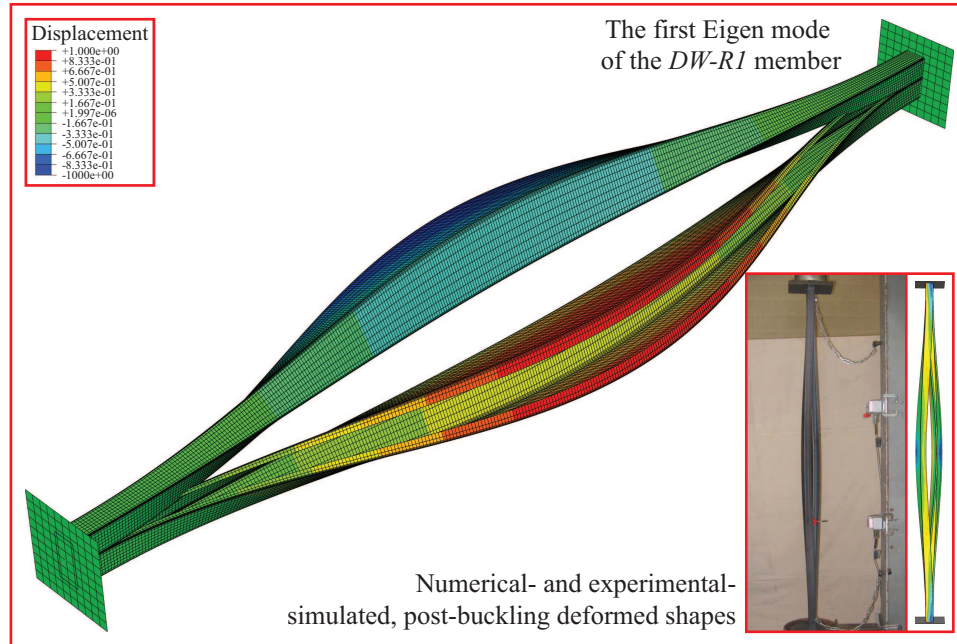 Displacement
+1.000e+00
+8.333e-01
+6.667e-01
+5.007e-01
+3.333e-01
+1.667e-01
+1.997e-06
-1.667e-01
-3.333e-01
-5.007e-01
-6.667e-01
-8.333e-01
-1000e+00
The first Eigen mode
of the DW-R1 member
Numerical- and experimental-
simulated, post-buckling deformed shapes